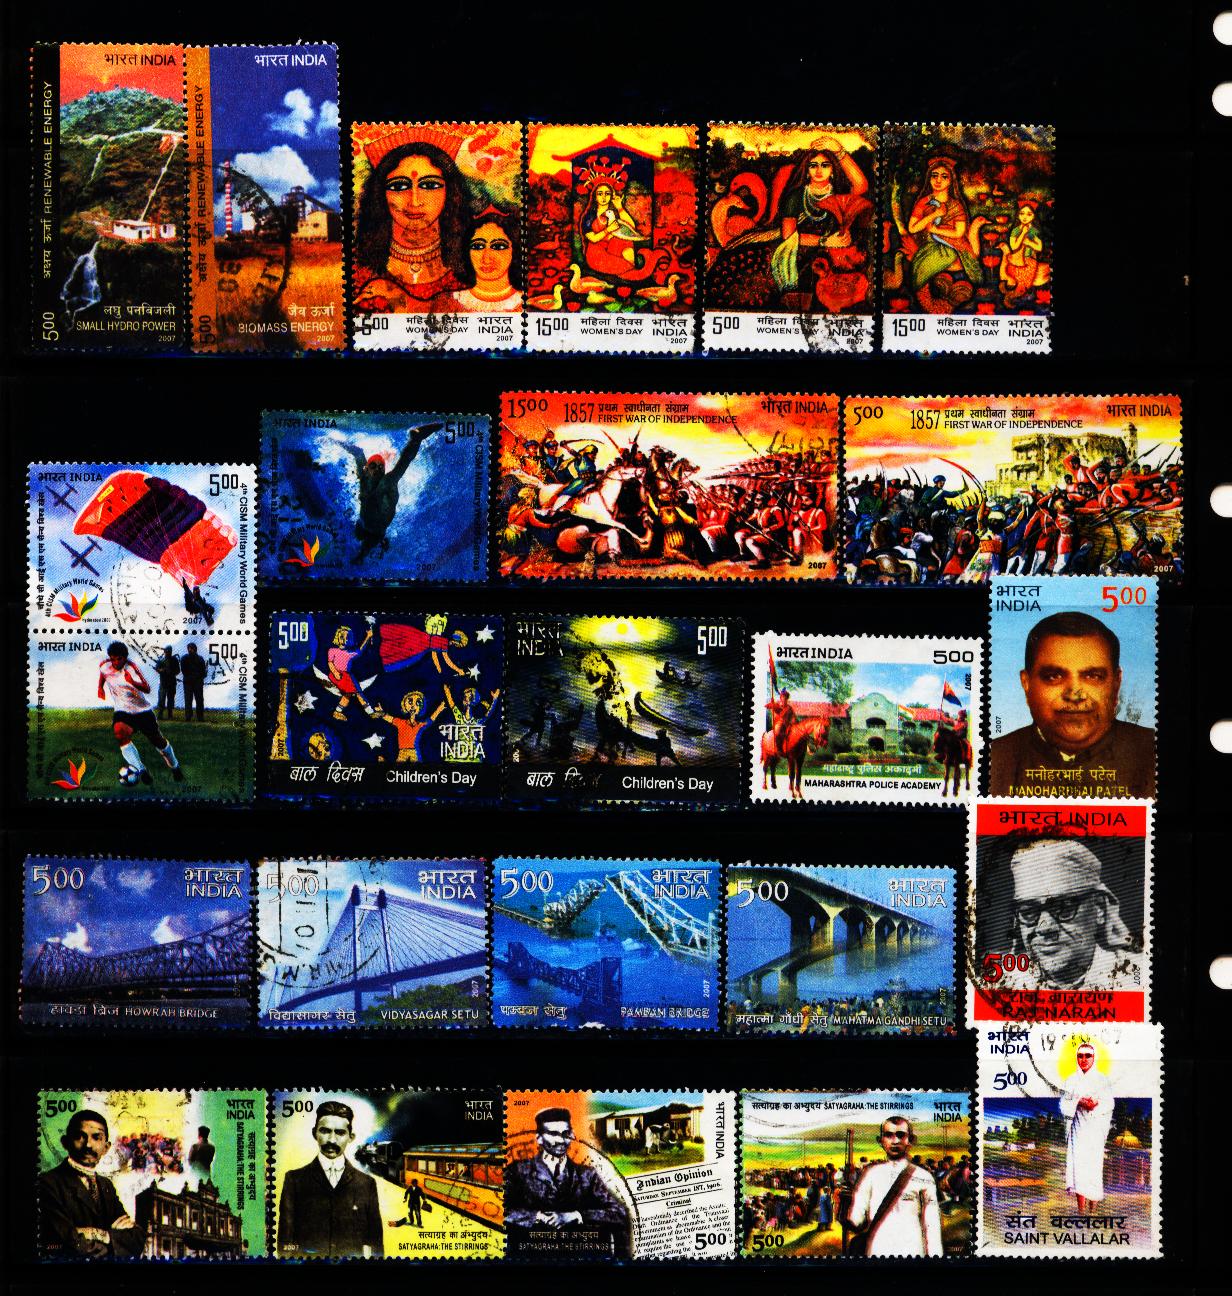 भारत INDIA
अक्षय ऊर्जा RENEWABLE ENERGY
5.00
लघु पनबिजली
SMALL HYDRO POWER
2007
भारत INDIA
अक्षय ऊर्जा RENEWABLE ENERGY
5.00
जैव ऊर्जा
BIOMASS ENERGY
2007
5.00 महिला दिवस भारत
WOMEN'S DAY INDIA
2007
15.00 महिला दिवस भारत
WOMEN'S DAY INDIA
2007
5.00 महिला दिवस भारत
WOMEN'S DAY INDIA
2007
15.00 महिला दिवस भारत
WOMEN'S DAY INDIA
2007
भारत INDIA 5.00
4th CISM Military World Games
2007
भारत INDIA 5.00
4th CISM Military World Games
2007
भारत INDIA 5.00
4th CISM Military World Games
2007
15.00 1857 प्रथम स्वाधीनता संग्राम भारत INDIA
FIRST WAR OF INDEPENDENCE
2007
5.00 1857 प्रथम स्वाधीनता संग्राम भारत INDIA
FIRST WAR OF INDEPENDENCE
2007
5.00
भारत
INDIA
2007
बाल दिवस Children's Day
भारत
INDIA
5.00
बाल दिवस Children's Day
भारत INDIA 5.00
2007
महाराष्ट्र पुलिस अकादमी
MAHARASHTRA POLICE ACADEMY
भारत
INDIA
5.00
2007
मनोहरभाई पटेल
MANOHARBHAI PATEL
5.00 भारत
INDIA
हावडा ब्रिज HOWRAH BRIDGE
5.00 भारत
INDIA
2007
विद्यासागर सेतु VIDYASAGAR SETU
5.00 भारत
INDIA
2007
पामबन सेतु PAMBAN BRIDGE
5.00 भारत
INDIA
2007
महात्मा गाँधी सेतु MAHATMA GANDHI SETU
भारत INDIA
5.00
2007
राज नारायण
RAJ NARAIN
5.00
भारत
INDIA
सत्याग्रह का अभ्युदय
SATYAGRAHA: THE STIRRINGS
2007
5.00
भारत
INDIA
सत्याग्रह का अभ्युदय
SATYAGRAHA: THE STIRRINGS
2007
2007
भारत INDIA
Indian Opinion
SATURDAY SEPTEMBER 1ST, 1906.
Criminal
सत्याग्रह का अभ्युदय
SATYAGRAHA: THE STIRRINGS
5.00
सत्याग्रह का अभ्युदय SATYAGRAHA: THE STIRRINGS
भारत
INDIA
5.00
2007
भारत
INDIA
5.00
संत वल्ललार
SAINT VALLALAR